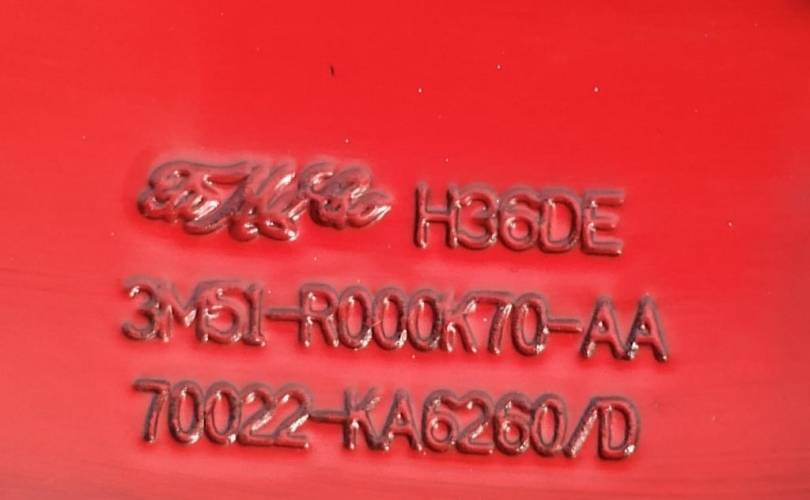 FoMoCo H36DE
3M51-R000K70-AA
70022-KA6260/D